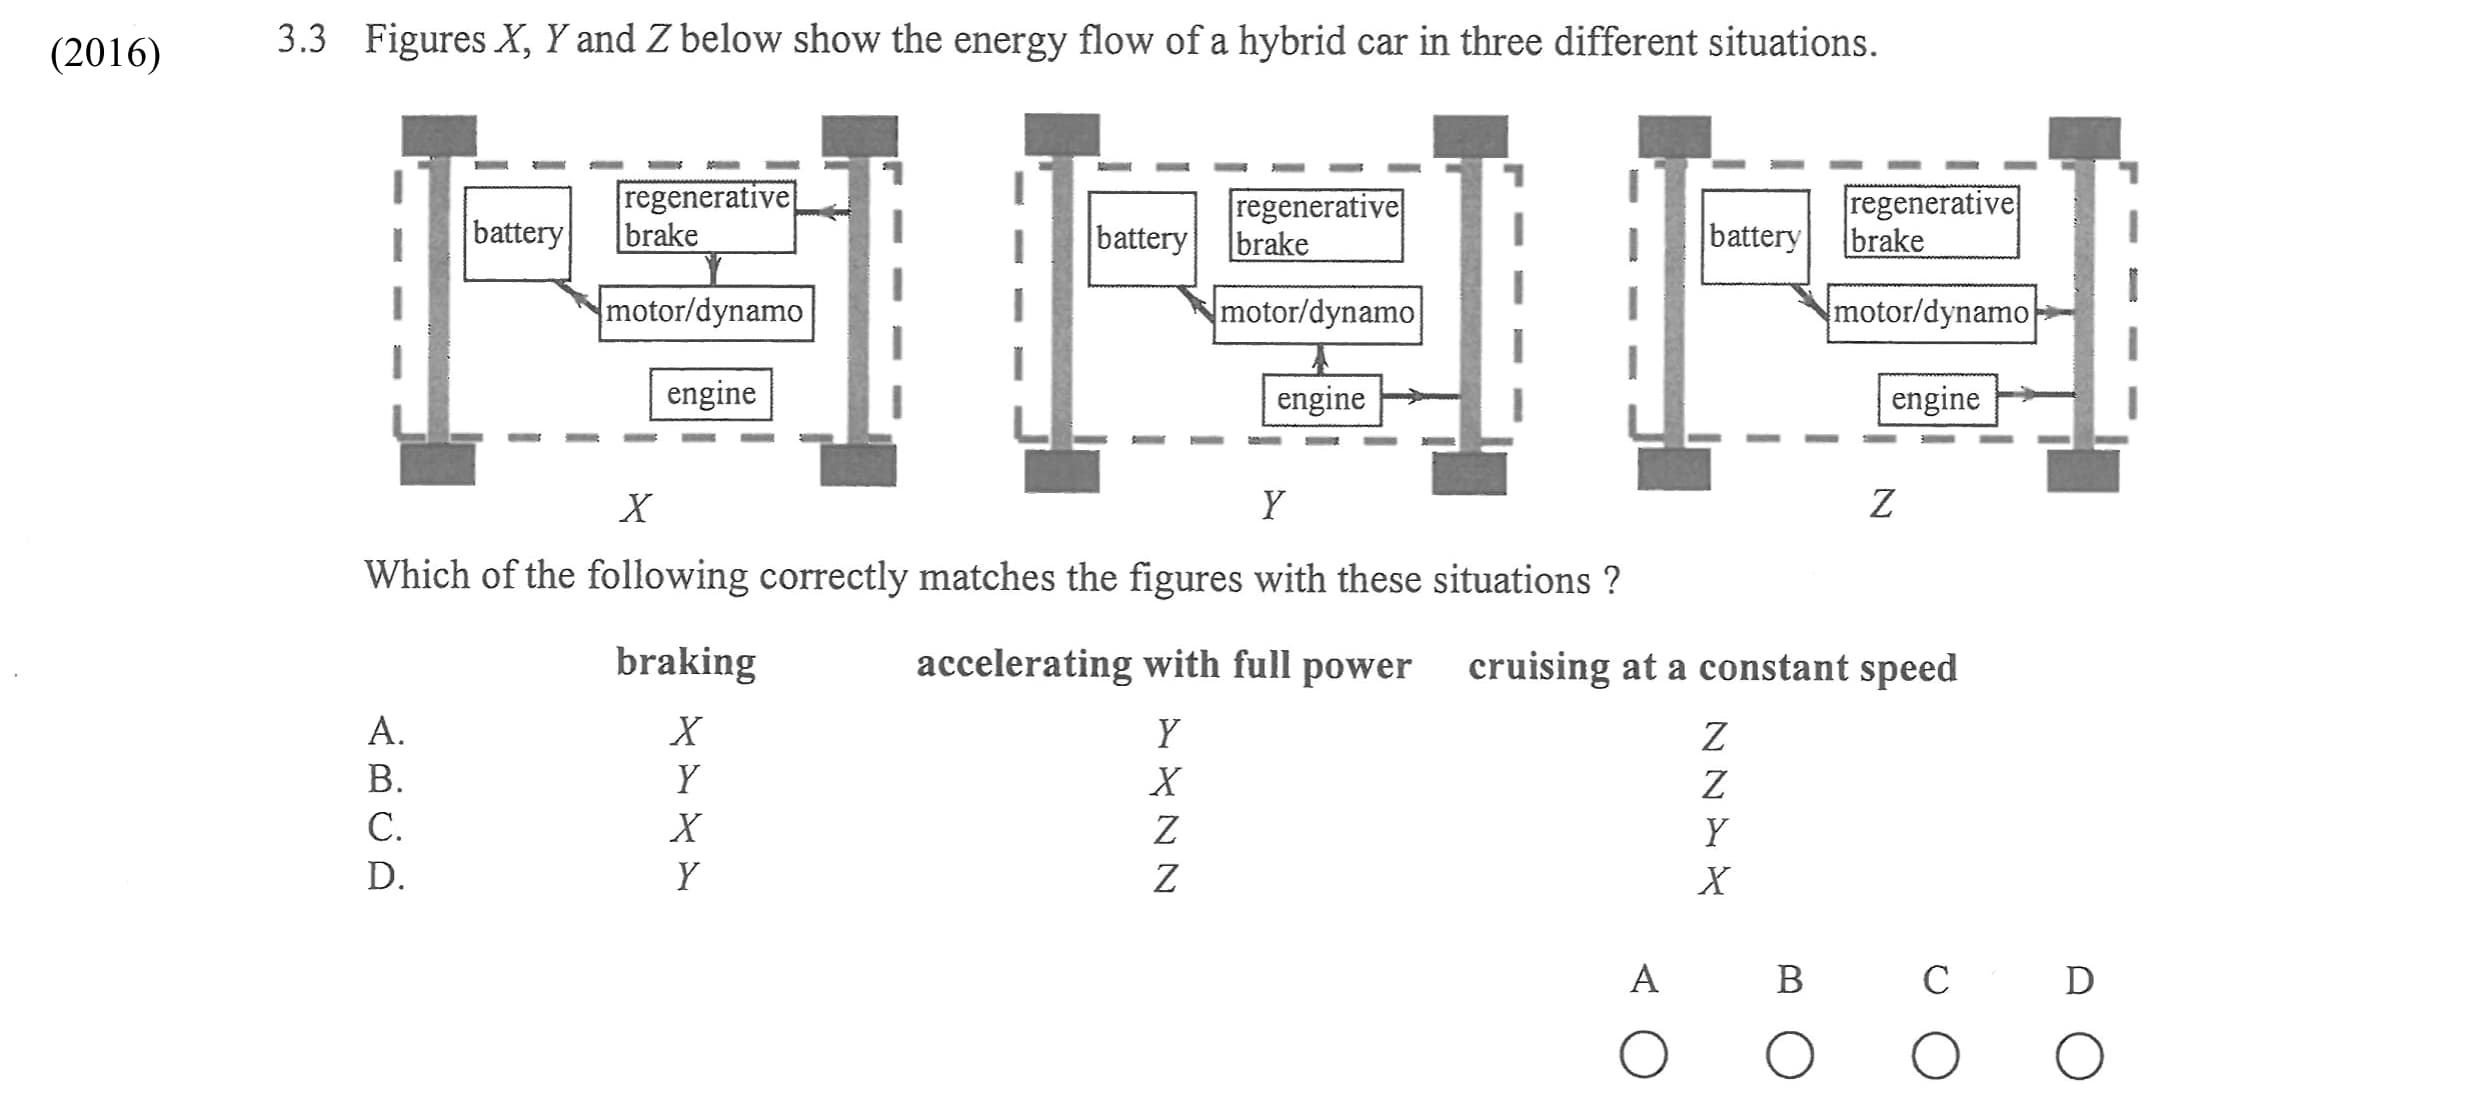 (2016)
3.3 Figures X, Y and Z below show the energy flow of a hybrid car in three different situations.
battery
regenerative
brake
motor/dynamo
engine
X
battery
regenerative
brake
motor/dynamo
engine
Y
battery
regenerative
brake
motor/dynamo
engine
Z
Which of the following correctly matches the figures with these situations ?
braking accelerating with full power cruising at a constant speed
A. X Y Z
B. Y X Z
C. X Z Y
D. Y Z X
A B C D